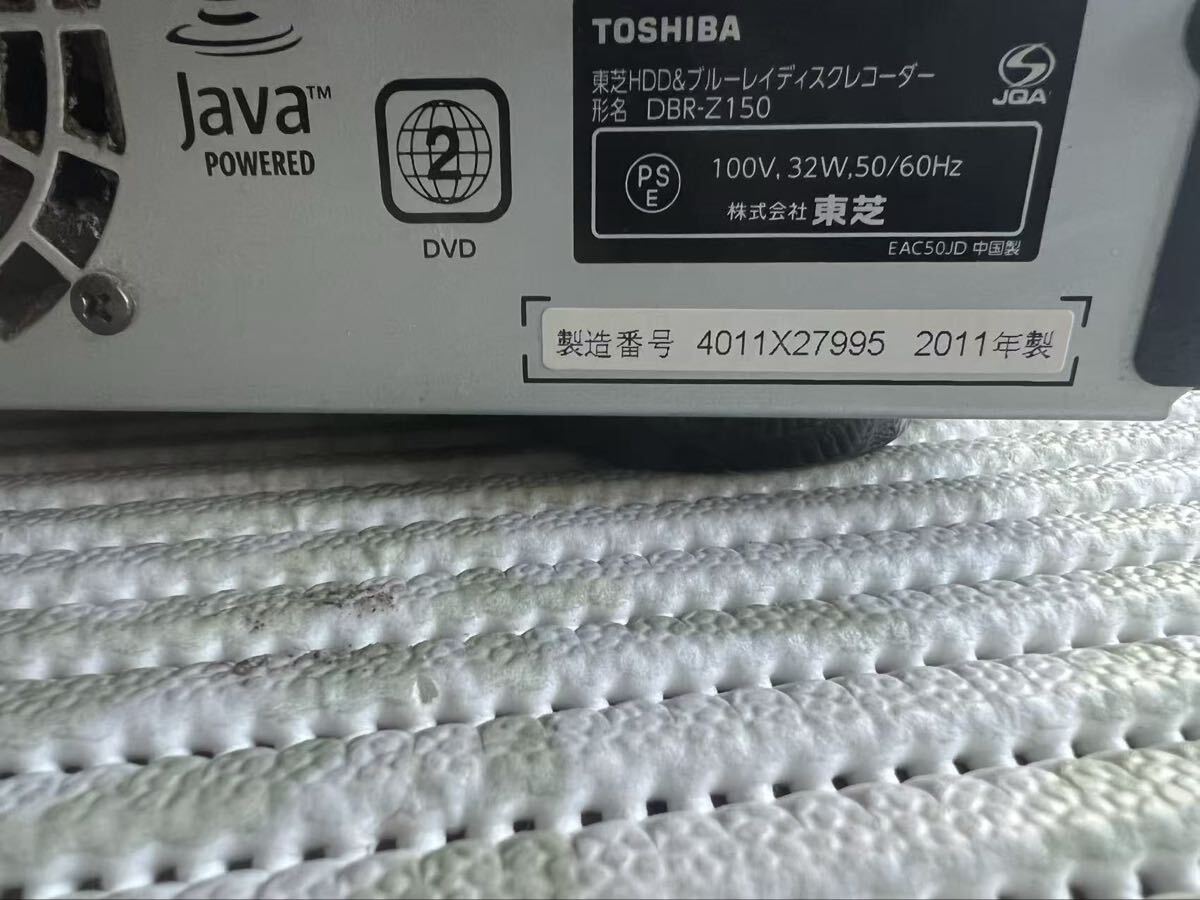 Java™
POWERED
2
DVD
TOSHIBA
東芝HDD&ブルーレイディスクレコーダー
形名 DBR-Z150
JQA
PS
E
100V, 32W,50/60Hz
株式会社 東芝
EAC50JD 中国製
製造番号 4011X27995 2011年製